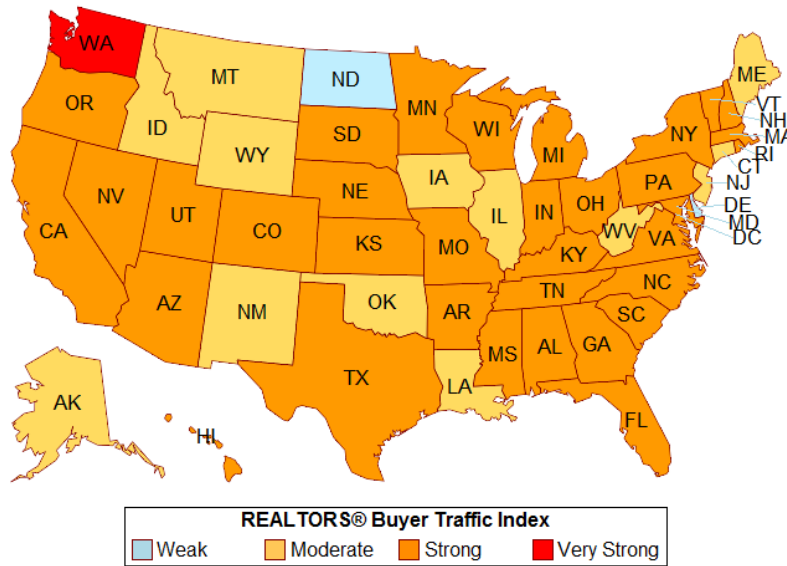 WA
MT
ND
MN
ME
VT
NH
MA
RI
CT
NJ
DE
MD
DC
OR
ID
WY
SD
WI
MI
NY
PA
NV
UT
CO
NE
IA
IL
IN
OH
WV
VA
CA
KS
MO
KY
NC
AZ
NM
OK
AR
TN
SC
TX
LA
MS
AL
GA
FL
AK
HI
REALTORS® Buyer Traffic Index
Weak Moderate Strong Very Strong